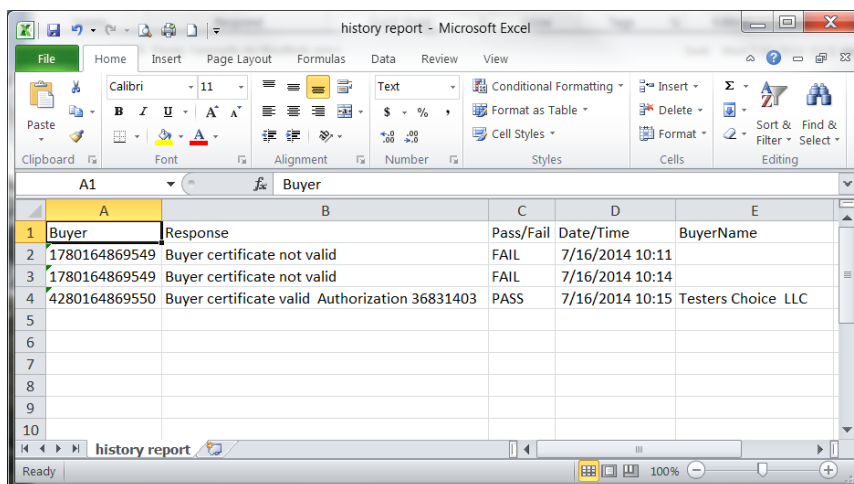 history report - Microsoft Excel
File Home Insert Page Layout Formulas Data Review View
Calibri 11 Text Conditional Formatting Insert Σ
B I U A A Format as Table Delete
Paste $ % , Cell Styles Format Sort & Filter Find & Select
A .0 .00 .00 .0
Clipboard Font Alignment Number Styles Cells Editing
A1 fx Buyer
A B C D E
1 Buyer Response Pass/Fail Date/Time BuyerName
2 1780164869549 Buyer certificate not valid FAIL 7/16/2014 10:11
3 1780164869549 Buyer certificate not valid FAIL 7/16/2014 10:14
4 4280164869550 Buyer certificate valid Authorization 36831403 PASS 7/16/2014 10:15 Testers Choice LLC
5
6
7
8
9
10
history report
Ready 100%